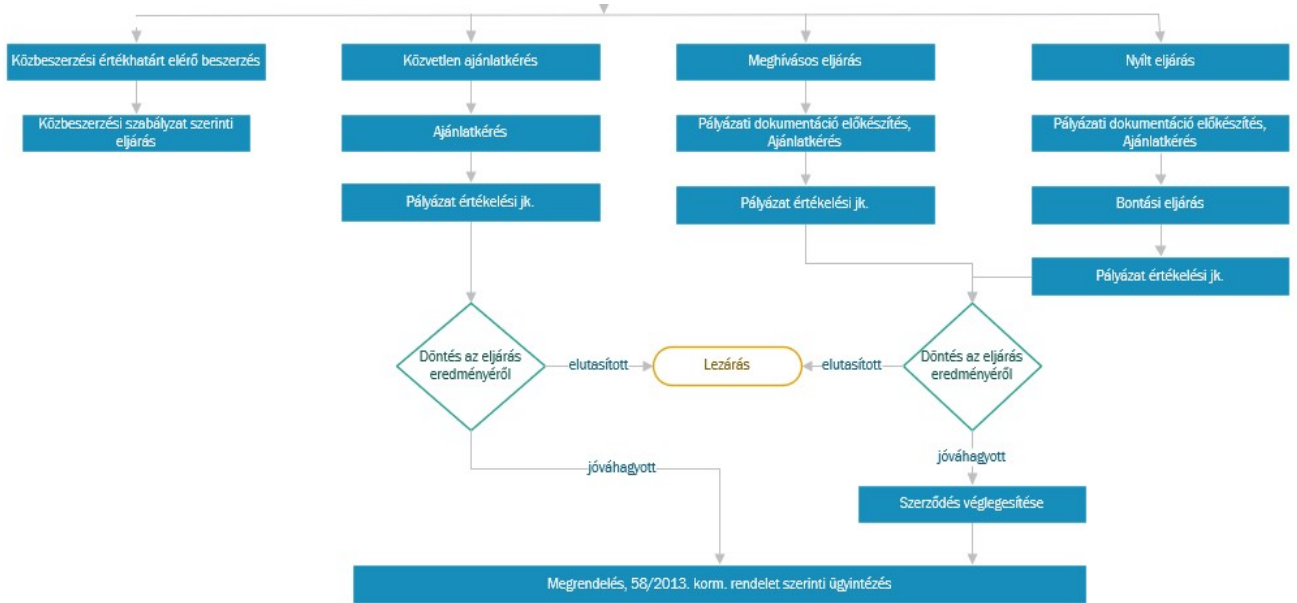 Közbeszerzési értékhatárt elérő beszerzés
Közvetlen ajánlatkérés
Meghívásos eljárás
Nyílt eljárás
Közbeszerzési szabályzat szerinti
eljárás
Ajánlatkérés
Pályázati dokumentáció előkészítés,
Ajánlatkérés
Pályázati dokumentáció előkészítés,
Ajánlatkérés
Pályázat értékelési jk.
Pályázat értékelési jk.
Bontási eljárás
Pályázat értékelési jk.
Döntés az eljárás
eredményéről
elutasított
Lezárás
elutasított
Döntés az eljárás
eredményéről
jóváhagyott
jóváhagyott
Szerződés véglegesítése
Megrendelés, 58/2013. korm. rendelet szerinti ügyintézés